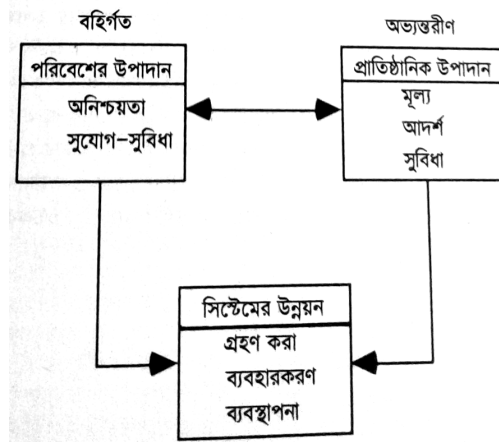 বহির্গত
পরিবেশের উপাদান
অনিশ্চয়তা
সুযোগ-সুবিধা
অভ্যন্তরীণ
প্রাতিষ্ঠানিক উপাদান
মূল্য
আদর্শ
সুবিধা
সিস্টেমের উন্নয়ন
গ্রহণ করা
ব্যবহারকরণ
ব্যবস্থাপনা